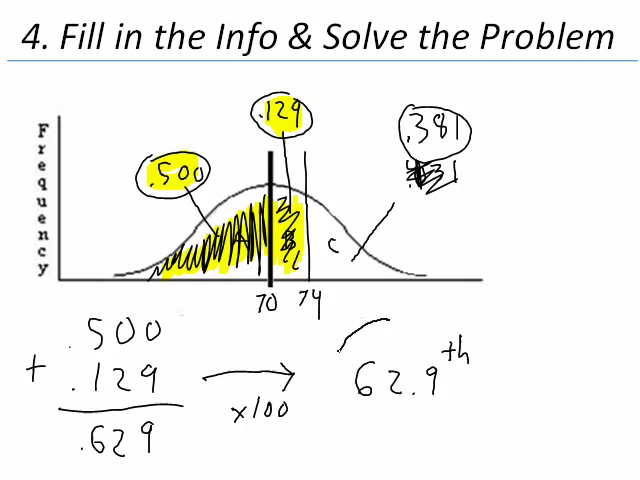 4. Fill in the Info & Solve the Problem
Frequency
.129
.500
.381
C
70
74
.500
+ .129
.629
x100
62.9th